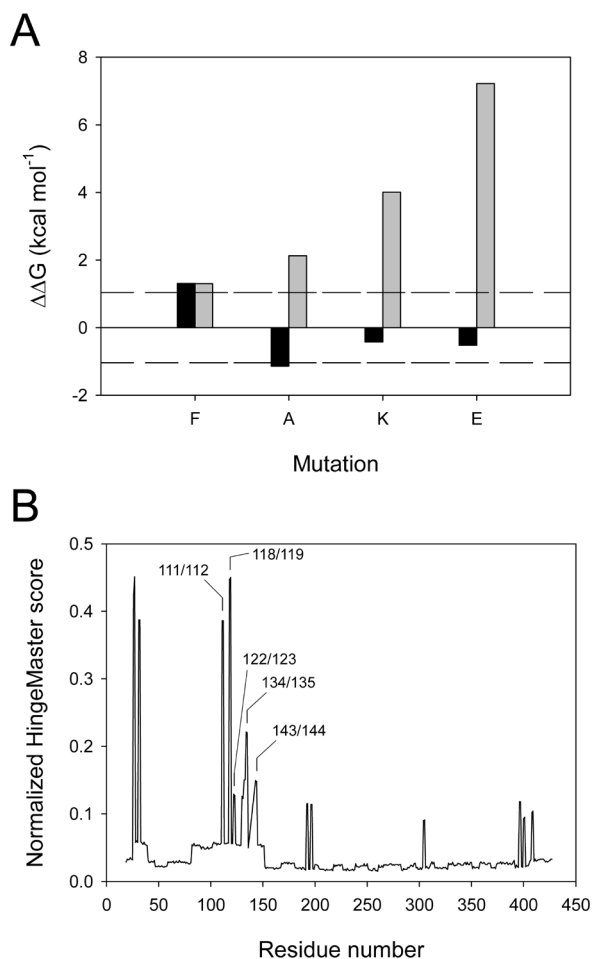 A
8
6
4
2
0
-2
ΔΔG (kcal mol⁻¹)
F A K E
Mutation
B
0.5
0.4
0.3
0.2
0.1
0.0
Normalized HingeMaster score
118/119
111/112
122/123
134/135
143/144
0 50 100 150 200 250 300 350 400 450
Residue number